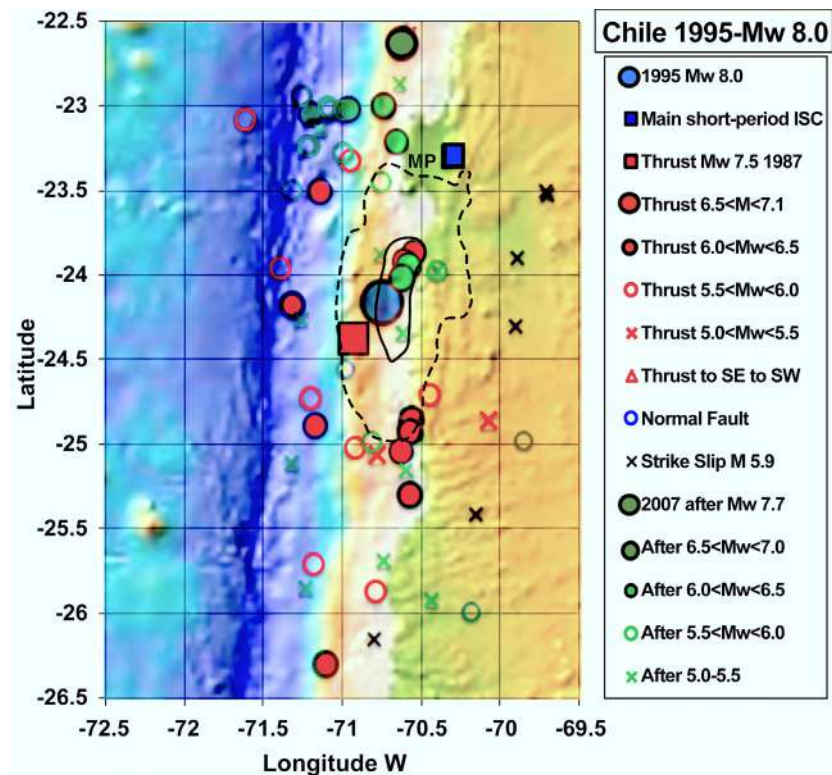 Chile 1995-Mw 8.0
-22.5
-23
-23.5
-24
-24.5
-25
-25.5
-26
-26.5
Latitude
MP
-72.5 -72 -71.5 -71 -70.5 -70 -69.5
Longitude W
1995 Mw 8.0
Main short-period ISC
Thrust Mw 7.5 1987
Thrust 6.5<M<7.1
Thrust 6.0<Mw<6.5
Thrust 5.5<Mw<6.0
Thrust 5.0<Mw<5.5
Thrust to SE to SW
Normal Fault
Strike Slip M 5.9
2007 after Mw 7.7
After 6.5<Mw<7.0
After 6.0<Mw<6.5
After 5.5<Mw<6.0
After 5.0-5.5